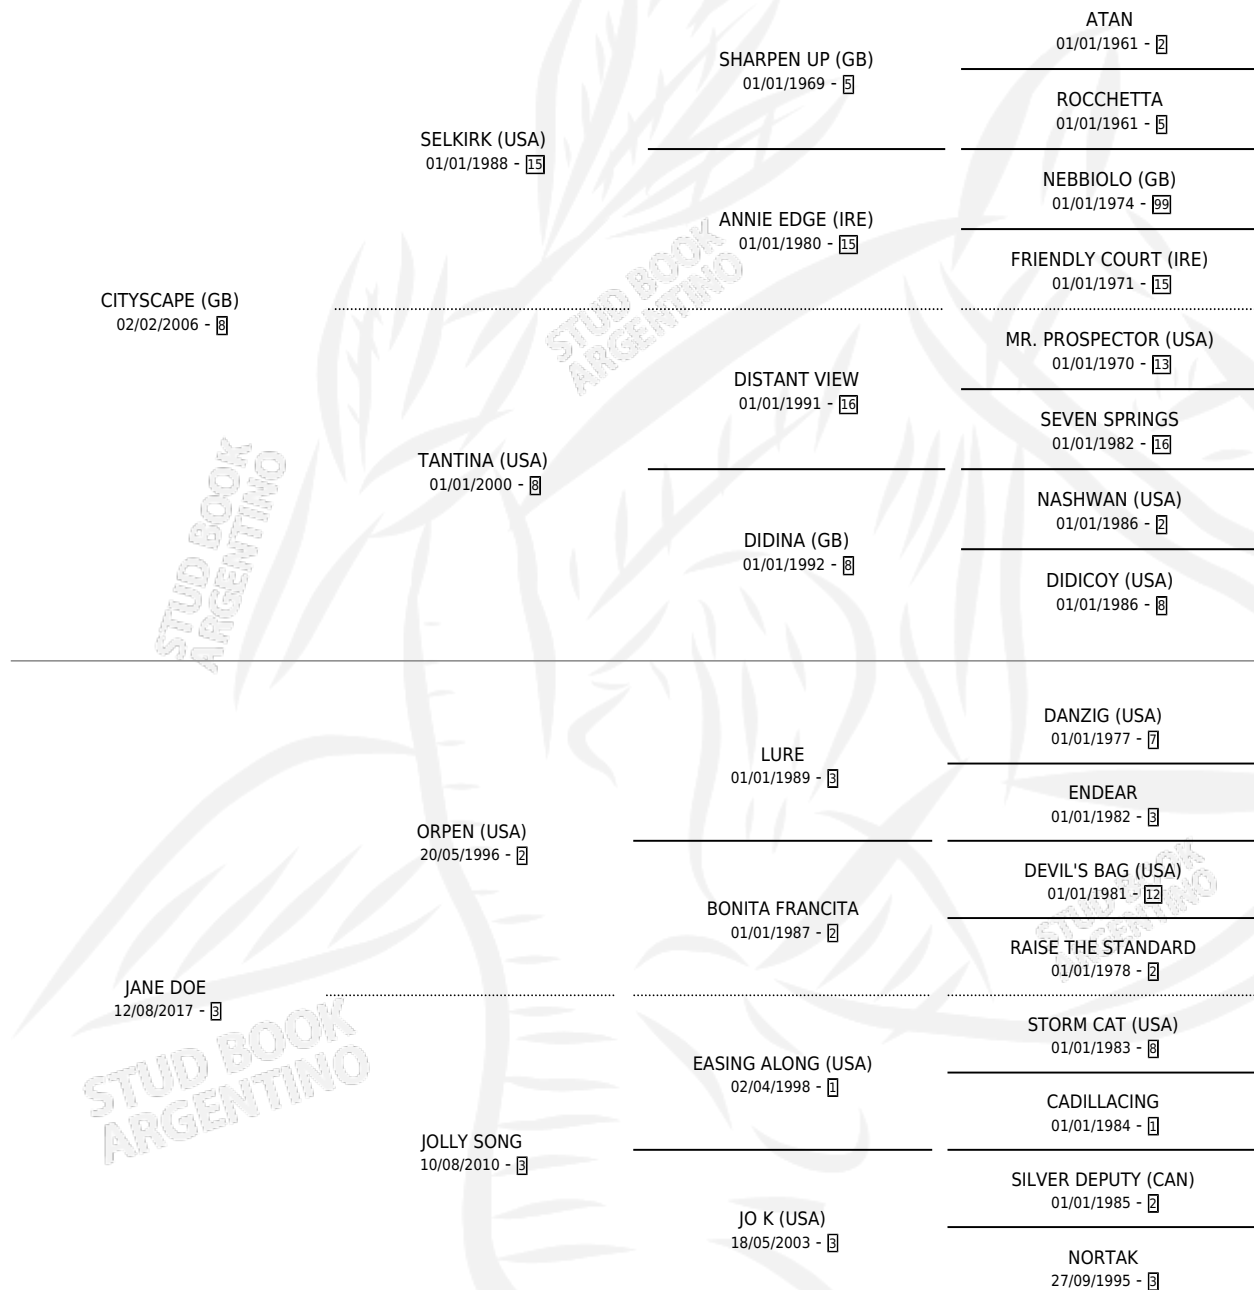 ATAN
01/01/1961 - 2
SHARPEN UP (GB)
01/01/1969 - 5
ROCCHETTA
01/01/1961 - 5
SELKIRK (USA)
01/01/1988 - 15
NEBBIOLO (GB)
01/01/1974 - 99
ANNIE EDGE (IRE)
01/01/1980 - 15
FRIENDLY COURT (IRE)
01/01/1971 - 15
CITYSCAPE (GB)
02/02/2006 - 8
STUD BOOK
ARGENTINO
MR. PROSPECTOR (USA)
01/01/1970 - 13
DISTANT VIEW
01/01/1991 - 16
SEVEN SPRINGS
01/01/1982 - 16
TANTINA (USA)
01/01/2000 - 8
NASHWAN (USA)
01/01/1986 - 2
DIDINA (GB)
01/01/1992 - 8
DIDICOY (USA)
01/01/1986 - 8
STUD BOOK
ARGENTINO
DANZIG (USA)
01/01/1977 - 7
LURE
01/01/1989 - 3
ENDEAR
01/01/1982 - 3
ORPEN (USA)
20/05/1996 - 2
DEVIL'S BAG (USA)
01/01/1981 - 12
BONITA FRANCITA
01/01/1987 - 2
STUD BOOK
ARGENTINO
RAISE THE STANDARD
01/01/1978 - 2
JANE DOE
12/08/2017 - 3
STUD BOOK
ARGENTINO
STORM CAT (USA)
01/01/1983 - 8
EASING ALONG (USA)
02/04/1998 - 1
CADILLACING
01/01/1984 - 1
JOLLY SONG
10/08/2010 - 3
SILVER DEPUTY (CAN)
01/01/1985 - 2
JO K (USA)
18/05/2003 - 3
NORTAK
27/09/1995 - 3